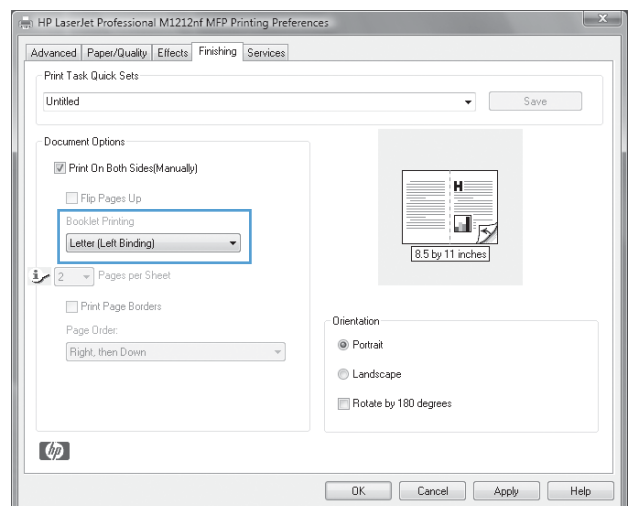 HP LaserJet Professional M1212nf MFP Printing Preferences
Advanced Paper/Quality Effects Finishing Services
Print Task Quick Sets
Untitled Save
Document Options
Print On Both Sides(Manually)
Flip Pages Up
Booklet Printing
Letter (Left Binding)
2 Pages per Sheet
Print Page Borders
Page Order:
Right, then Down
H
8.5 by 11 inches
Orientation
Portrait
Landscape
Rotate by 180 degrees
hp
OK Cancel Apply Help